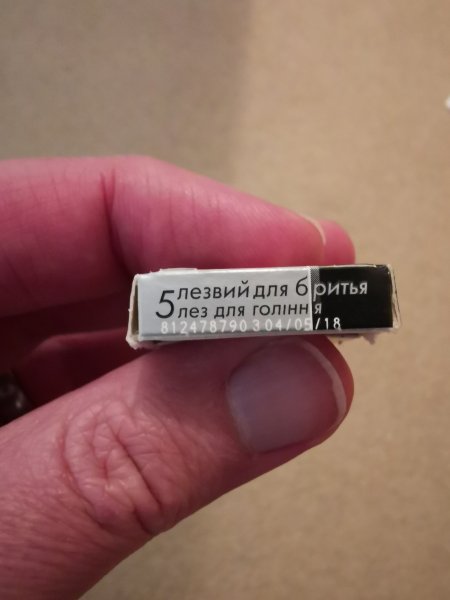 5 лезвий для бритья
лез для гоління
812478790 3 04/05/18